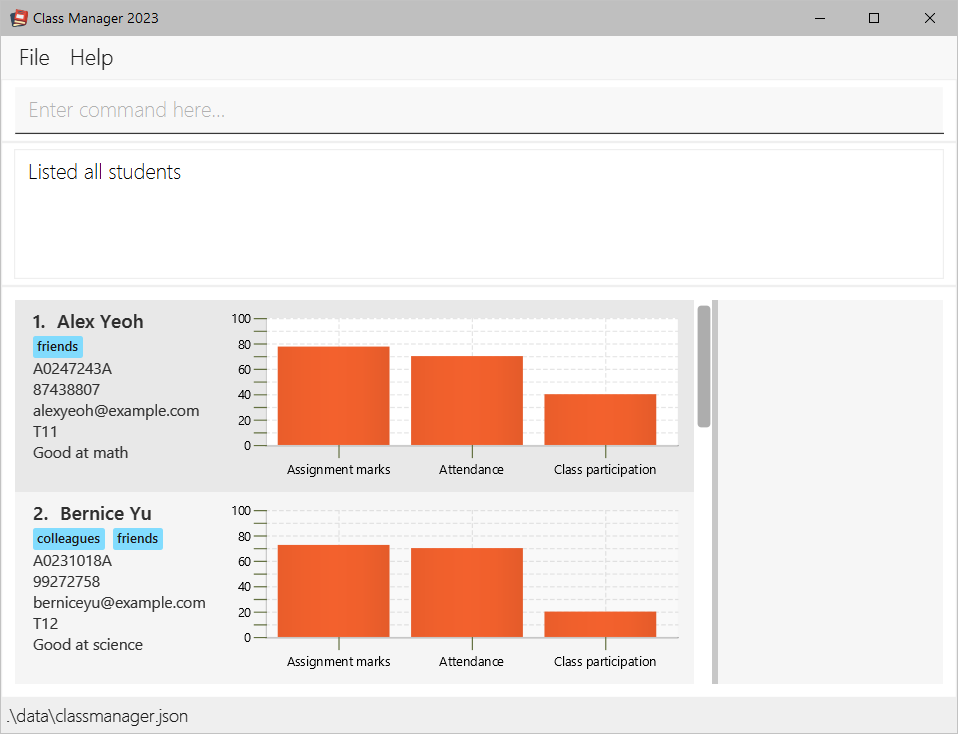 Class Manager 2023
File Help
Enter command here...
Listed all students
1. Alex Yeoh
friends
A0247243A
87438807
alexyeoh@example.com
T11
Good at math
100
80
60
40
20
0
Assignment marks Attendance Class participation
2. Bernice Yu
colleagues friends
A0231018A
99272758
berniceyu@example.com
T12
Good at science
100
80
60
40
20
0
Assignment marks Attendance Class participation
.\data\classmanager.json